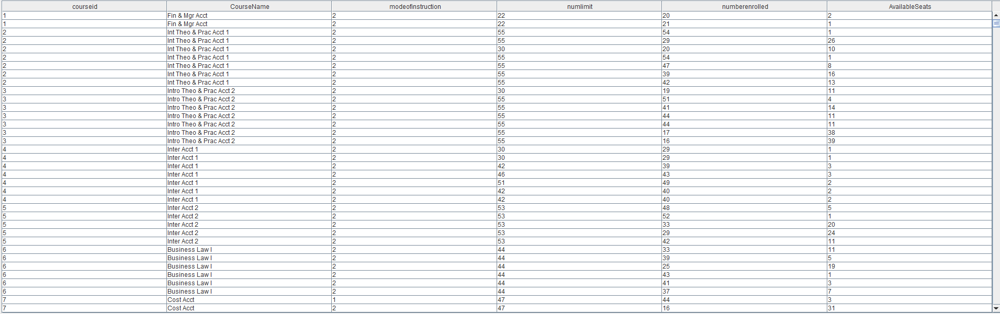 courseid CourseName modeofinstruction numlimit numberenrolled AvailableSeats
1 Fin & Mgr Acct 2 22 20 2
1 Fin & Mgr Acct 2 22 21 1
2 Int Theo & Prac Acct 1 2 55 54 1
2 Int Theo & Prac Acct 1 2 55 29 26
2 Int Theo & Prac Acct 1 2 30 20 10
2 Int Theo & Prac Acct 1 2 55 54 1
2 Int Theo & Prac Acct 1 2 55 47 8
2 Int Theo & Prac Acct 1 2 55 39 16
2 Int Theo & Prac Acct 1 2 55 42 13
3 Intro Theo & Prac Acct 2 2 30 19 11
3 Intro Theo & Prac Acct 2 2 55 51 4
3 Intro Theo & Prac Acct 2 2 55 41 14
3 Intro Theo & Prac Acct 2 2 55 44 11
3 Intro Theo & Prac Acct 2 2 55 44 11
3 Intro Theo & Prac Acct 2 2 55 17 38
3 Intro Theo & Prac Acct 2 2 55 16 39
4 Inter Acct 1 2 30 29 1
4 Inter Acct 1 2 30 29 1
4 Inter Acct 1 2 42 39 3
4 Inter Acct 1 2 46 43 3
4 Inter Acct 1 2 51 49 2
4 Inter Acct 1 2 42 40 2
4 Inter Acct 1 2 42 40 2
5 Inter Acct 2 2 53 48 5
5 Inter Acct 2 2 53 52 1
5 Inter Acct 2 2 53 33 20
5 Inter Acct 2 2 53 29 24
5 Inter Acct 2 2 53 42 11
6 Business Law I 2 44 33 11
6 Business Law I 2 44 39 5
6 Business Law I 2 44 25 19
6 Business Law I 2 44 43 1
6 Business Law I 2 44 41 3
6 Business Law I 2 44 37 7
7 Cost Acct 1 47 44 3
7 Cost Acct 2 47 16 31